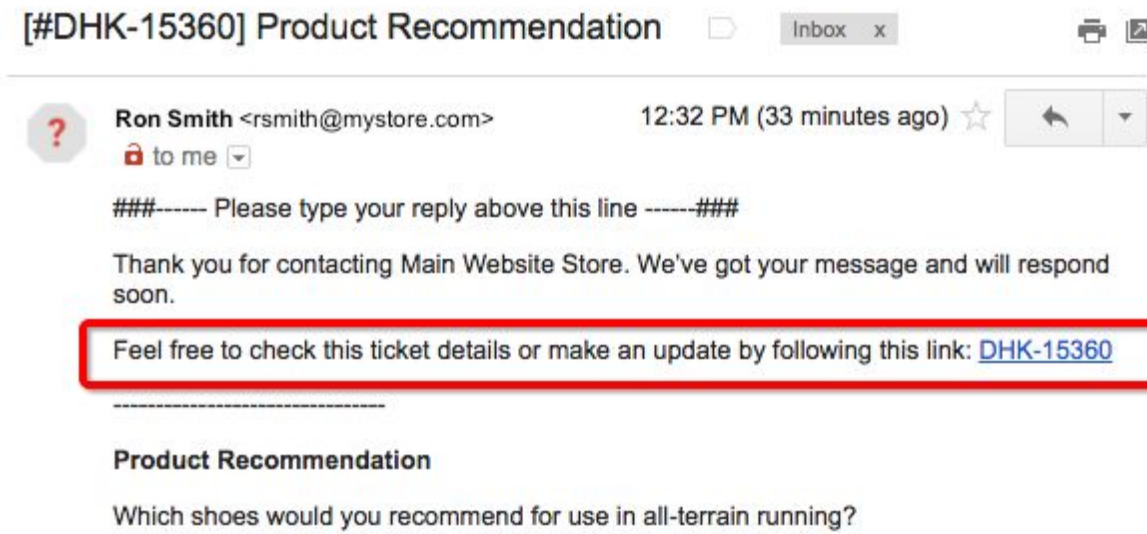 [#DHK-15360] Product Recommendation
Inbox x
?
Ron Smith <rsmith@mystore.com>
12:32 PM (33 minutes ago)
to me
###------ Please type your reply above this line ------###
Thank you for contacting Main Website Store. We've got your message and will respond
soon.
Feel free to check this ticket details or make an update by following this link: DHK-15360
--------------------------------
Product Recommendation
Which shoes would you recommend for use in all-terrain running?